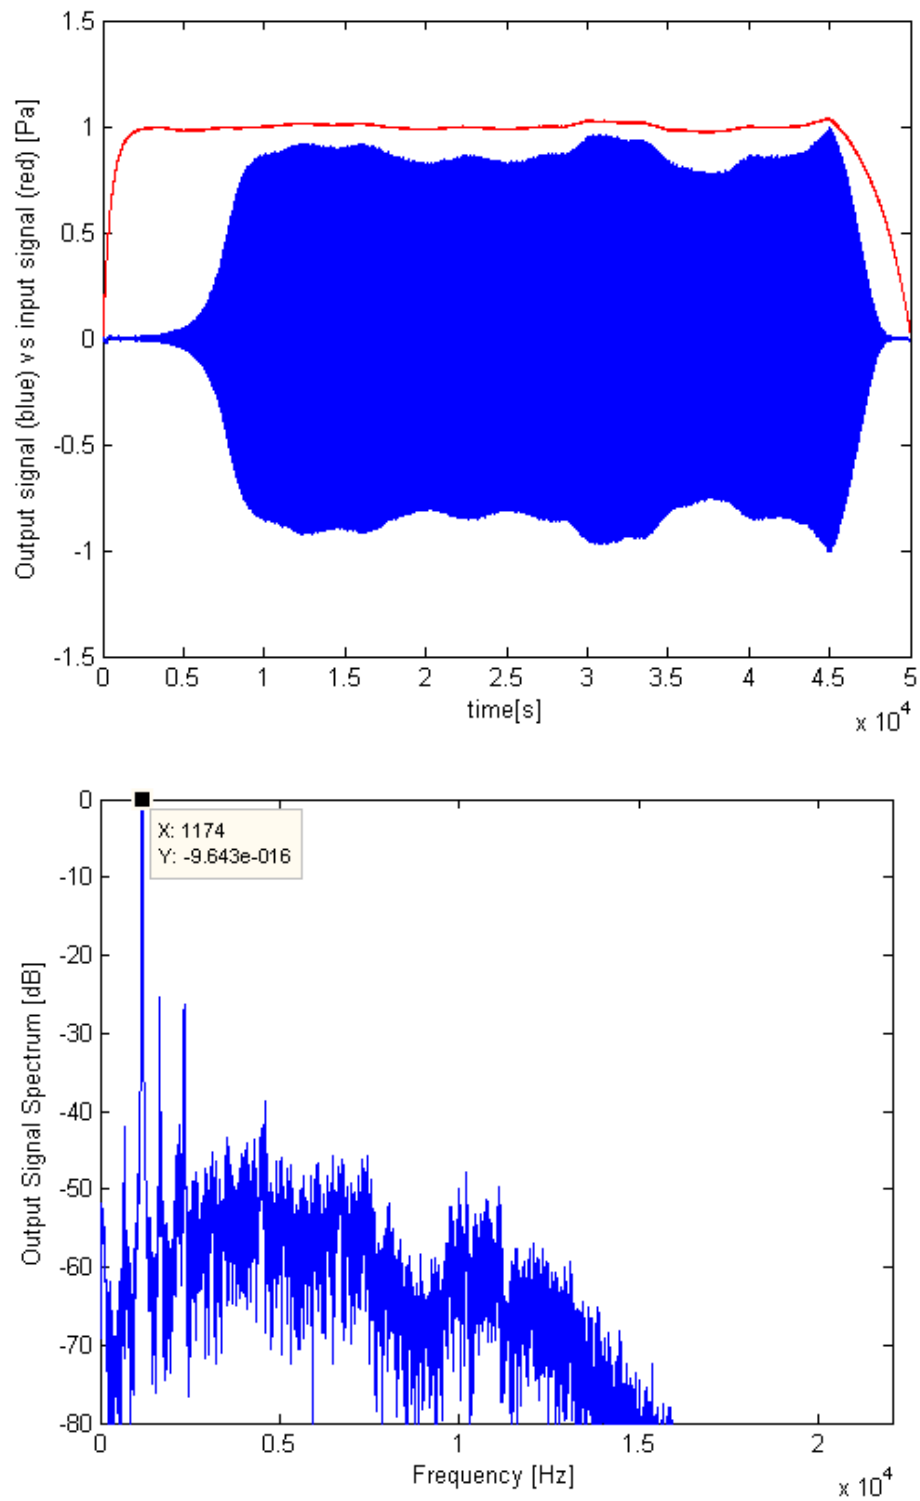 1.5
1
0.5
0
-0.5
-1
-1.5
Output signal (blue) vs input signal (red) [Pa]
0 0.5 1 1.5 2 2.5 3 3.5 4 4.5 5
time[s]
x 10^4
0
-10
-20
-30
-40
-50
-60
-70
-80
Output Signal Spectrum [dB]
X: 1174
Y: -9.643e-016
0 0.5 1 1.5 2
Frequency [Hz]
x 10^4